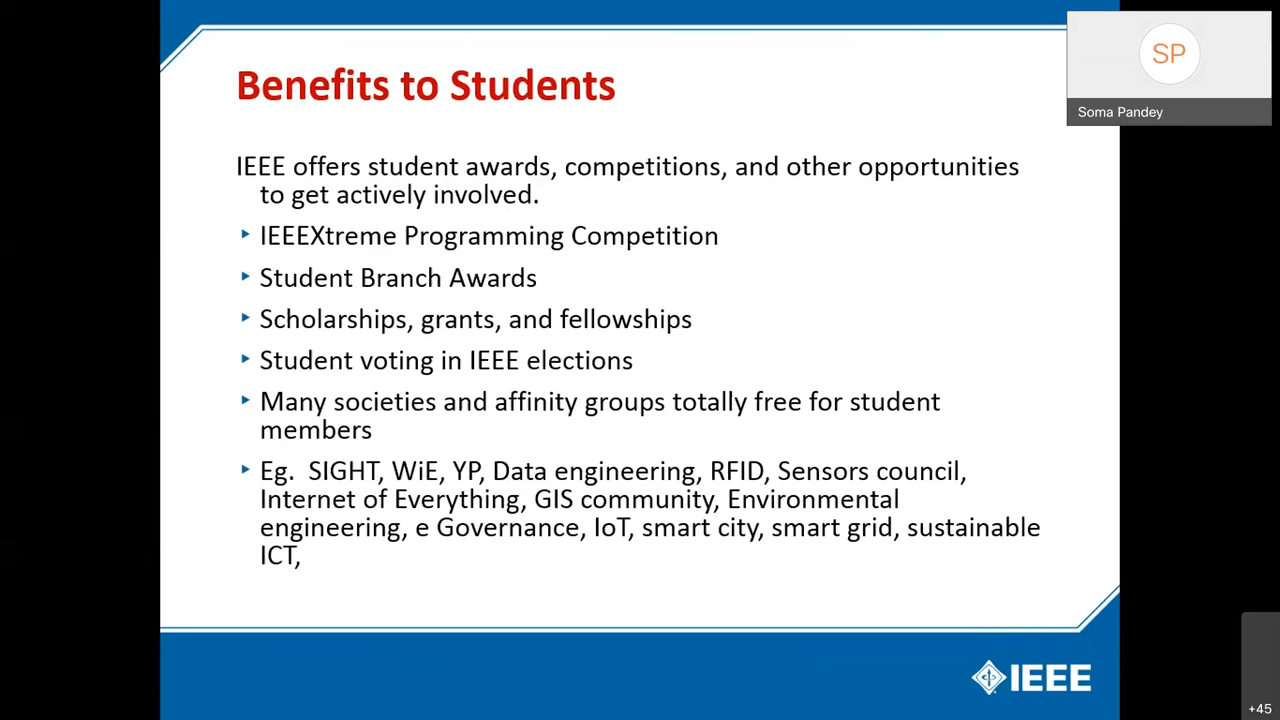 Benefits to Students
IEEE offers student awards, competitions, and other opportunities
to get actively involved.
IEEEXtreme Programming Competition
Student Branch Awards
Scholarships, grants, and fellowships
Student voting in IEEE elections
Many societies and affinity groups totally free for student
members
Eg.  SIGHT, WiE, YP, Data engineering, RFID, Sensors council,
Internet of Everything, GIS community, Environmental
engineering, e Governance, IoT, smart city, smart grid, sustainable
ICT,
IEEE
SP
Soma Pandey
+45